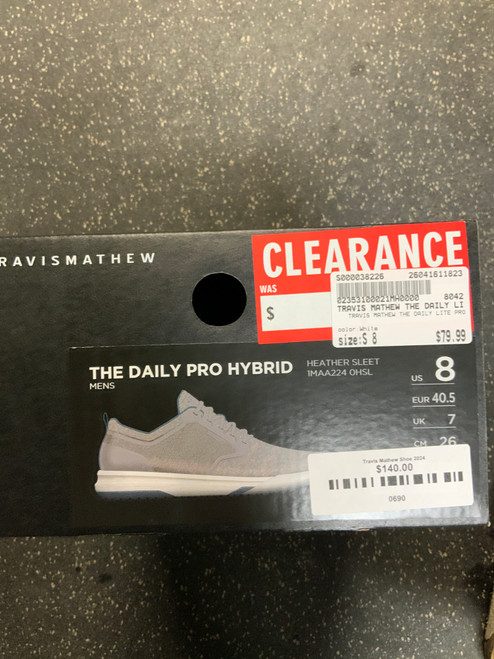 RAVISMATHEW
CLEARANCE
WAS
$
S000038226 26041611823
02353100021MH0000 8042
TRAVIS MATHEW THE DAILY LI
TRAVIS MATHEW THE DAILY LITE PRO
color:White
size:S 8 $79.99
THE DAILY PRO HYBRID
MENS
HEATHER SLEET
1MAA224 0HSL
US 8
EUR 40.5
UK 7
CM 26
Travis Mathew Shoe 2024
$140.00
0690